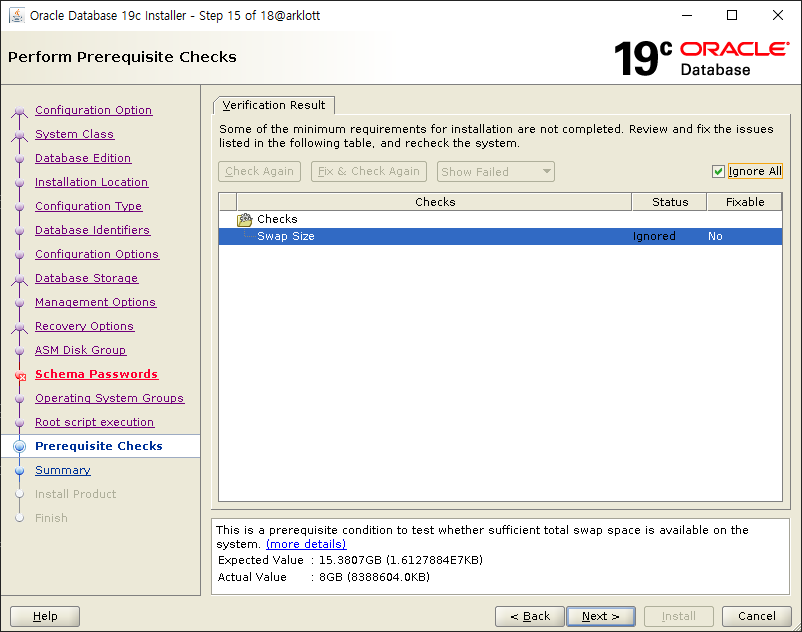 Oracle Database 19c Installer - Step 15 of 18@arklott
Perform Prerequisite Checks
19c ORACLE
Database
Configuration Option
System Class
Database Edition
Installation Location
Configuration Type
Database Identifiers
Configuration Options
Database Storage
Management Options
Recovery Options
ASM Disk Group
Schema Passwords
Operating System Groups
Root script execution
Prerequisite Checks
Summary
Install Product
Finish
Verification Result
Some of the minimum requirements for installation are not completed. Review and fix the issues
listed in the following table, and recheck the system.
Check Again Fix & Check Again Show Failed Ignore All
Checks Status Fixable
Checks
Swap Size Ignored No
This is a prerequisite condition to test whether sufficient total swap space is available on the
system. (more details)
Expected Value : 15.3807GB (1.6127884E7KB)
Actual Value : 8GB (8388604.0KB)
Help < Back Next > Install Cancel